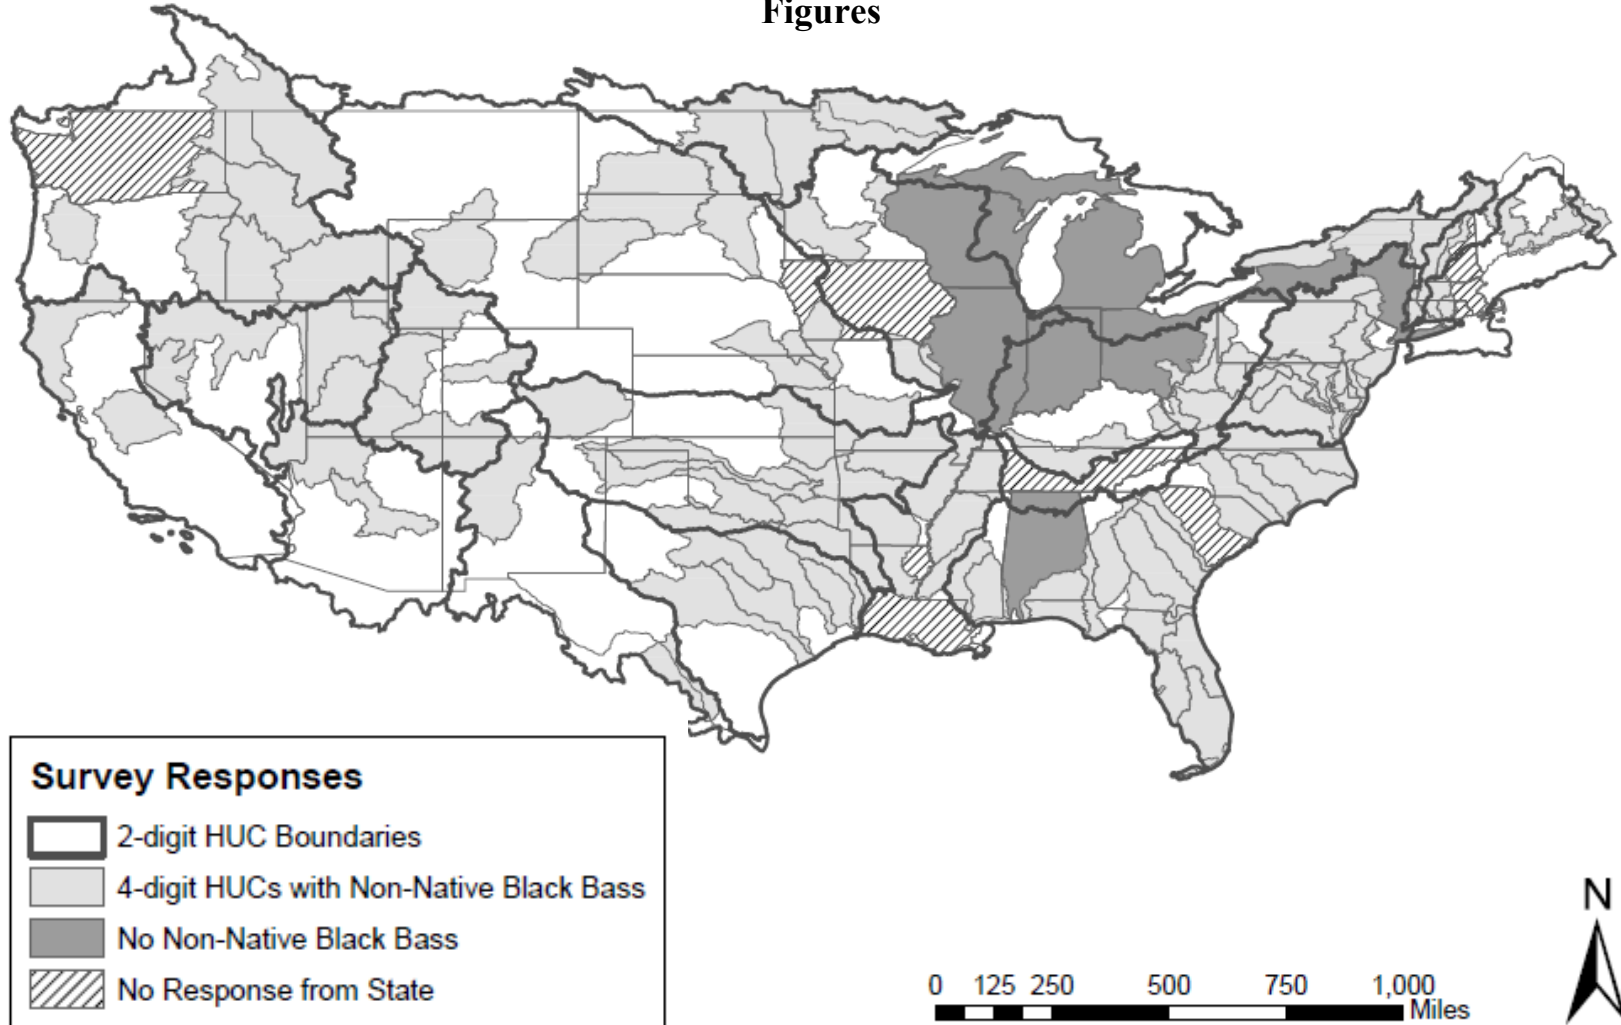 Figures
Survey Responses
2-digit HUC Boundaries
4-digit HUCs with Non-Native Black Bass
No Non-Native Black Bass
No Response from State
N
0 125 250 500 750 1,000
Miles